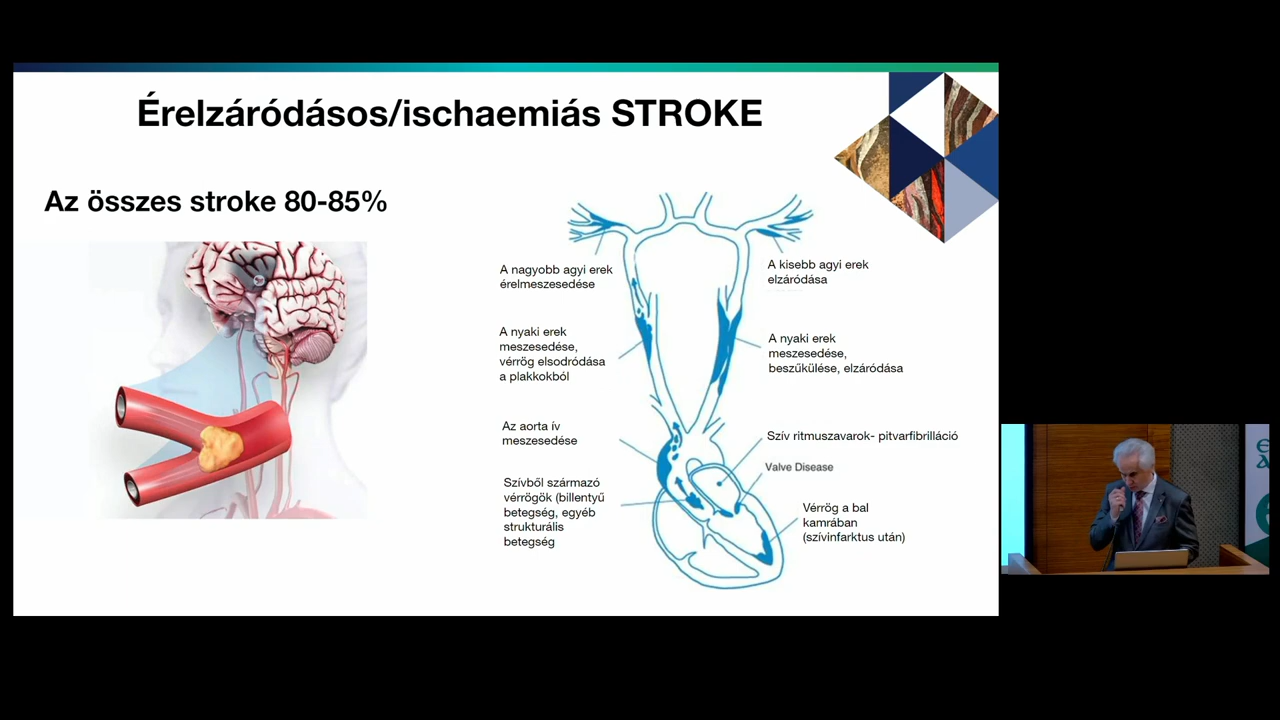 Érelzáródásos/ischaemiás STROKE
Az összes stroke 80-85%
A nagyobb agyi erek
érelmeszesedése
A nyaki erek
meszesedése,
vérrög elsodródása
a plakkokból
Az aorta ív
meszesedése
Szívből származó
vérrögök (billentyű
betegség, egyéb
strukturális
betegség
A kisebb agyi erek
elzáródása
A nyaki erek
meszesedése,
beszűkülése, elzáródása
Szív ritmuszavarok- pitvarfibrilláció
Valve Disease
Vérrög a bal
kamrában
(szívinfarktus után)